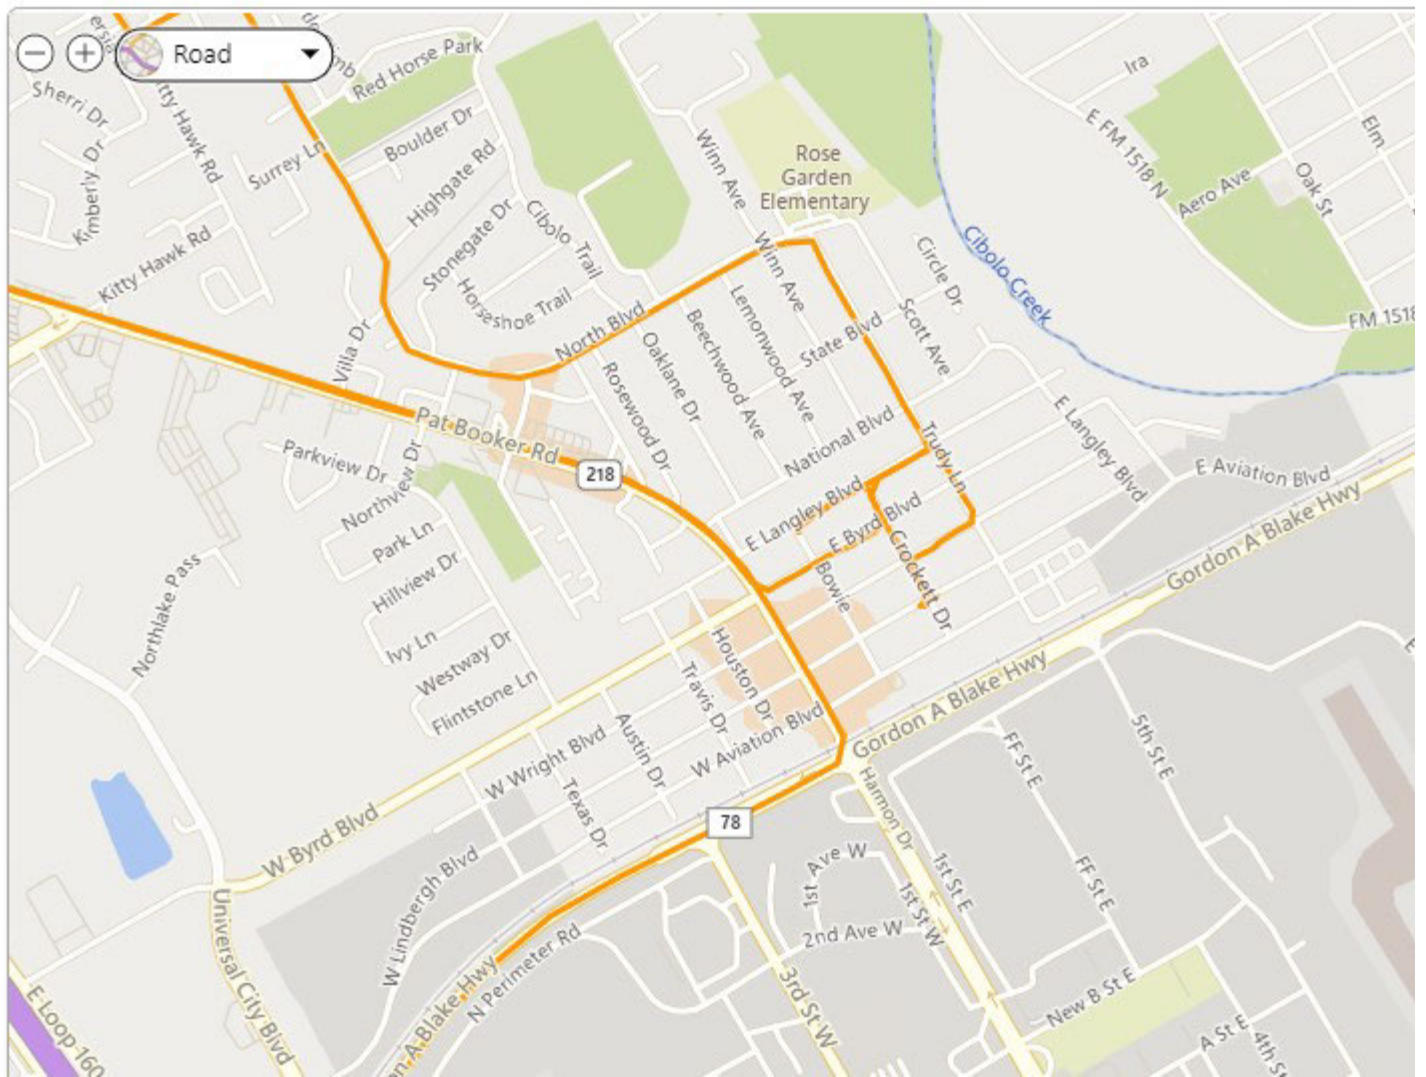 Road
Red Horse Park
Sherri Dr
Kitty Hawk Rd
Boulder Dr
Surrey Ln
Kimberly Dr
Highgate Rd
Winn Ave
Rose
Garden
Elementary
Ira
E FM 1518 N
Elm
Oak St
Aero Ave
Kitty Hawk Rd
Stonegate Dr
Cibolo Trail
Horseshoe Trail
Winn Ave
Circle Dr
Cibolo Creek
FM 1518
Villa Dr
North Blvd
Lemonwood Ave
Beechwood Ave
State Blvd
Scott Ave
Oaklane Dr
Rosewood Dr
Pat Booker Rd
218
National Blvd
Trudy Ln
E Langley Blvd
E Aviation Blvd
Parkview Dr
Northview Dr
E Langley Blvd
E Byrd Blvd
Gordon A Blake Hwy
Park Ln
Crockett Dr
Bowie
Hillview Dr
Northlake Pass
Ivy Ln
Westway Dr
Flintstone Ln
Houston Dr
Travis Dr
Gordon A Blake Hwy
W Aviation Blvd
Austin Dr
W Wright Blvd
Texas Dr
78
Harmon Dr
FF St E
5th St E
W Byrd Blvd
W Lindbergh Blvd
1st Ave W
1st St E
FF St E
1st St W
2nd Ave W
Universal City Blvd
N Perimeter Rd
on A Blake Hwy
3rd St W
New B St E
A St E
4th St
E Loop 160